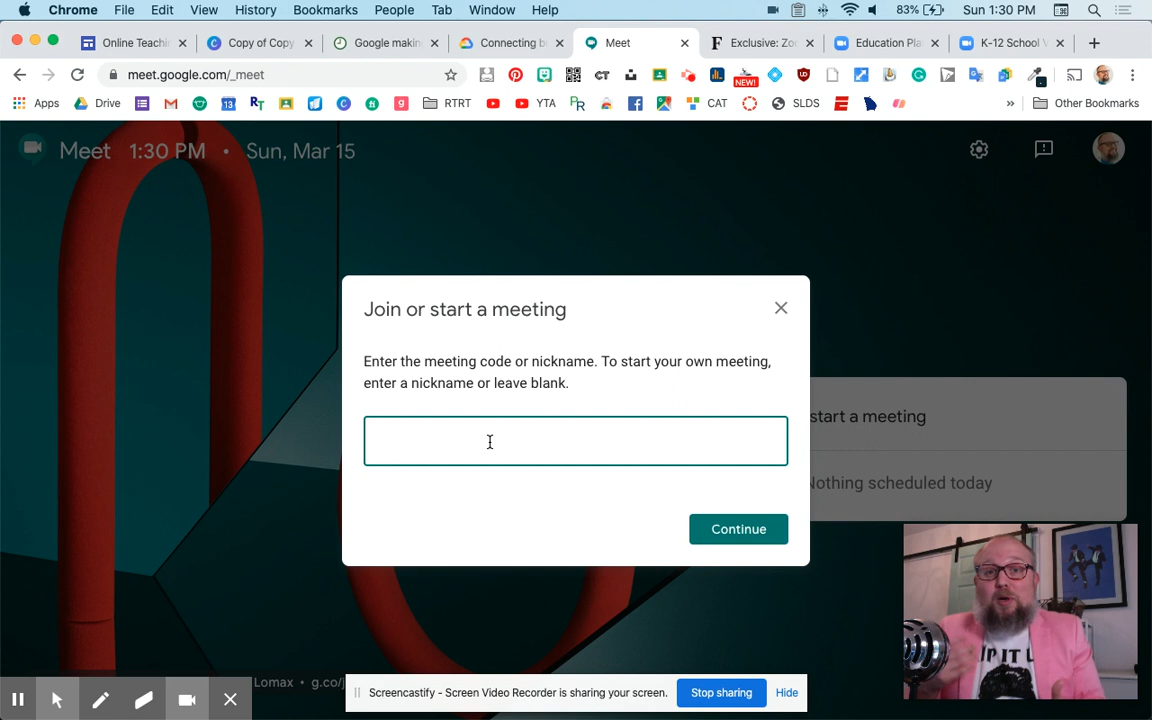 Chrome File Edit View History Bookmarks People Tab Window Help 83% Sun 1:30 PM
Online Teachi Copy of Copy Google makin Connecting b Meet Exclusive: Zoo Education Pla K-12 School V
meet.google.com/_meet
NEW!
Apps Drive RTRT YTA CAT SLDS » Other Bookmarks
Meet 1:30 PM • Sun, Mar 15
Join or start a meeting
Enter the meeting code or nickname. To start your own meeting,
enter a nickname or leave blank.
start a meeting
Nothing scheduled today
Continue
Lomax • g.co/
Screencastify - Screen Video Recorder is sharing your screen. Stop sharing Hide